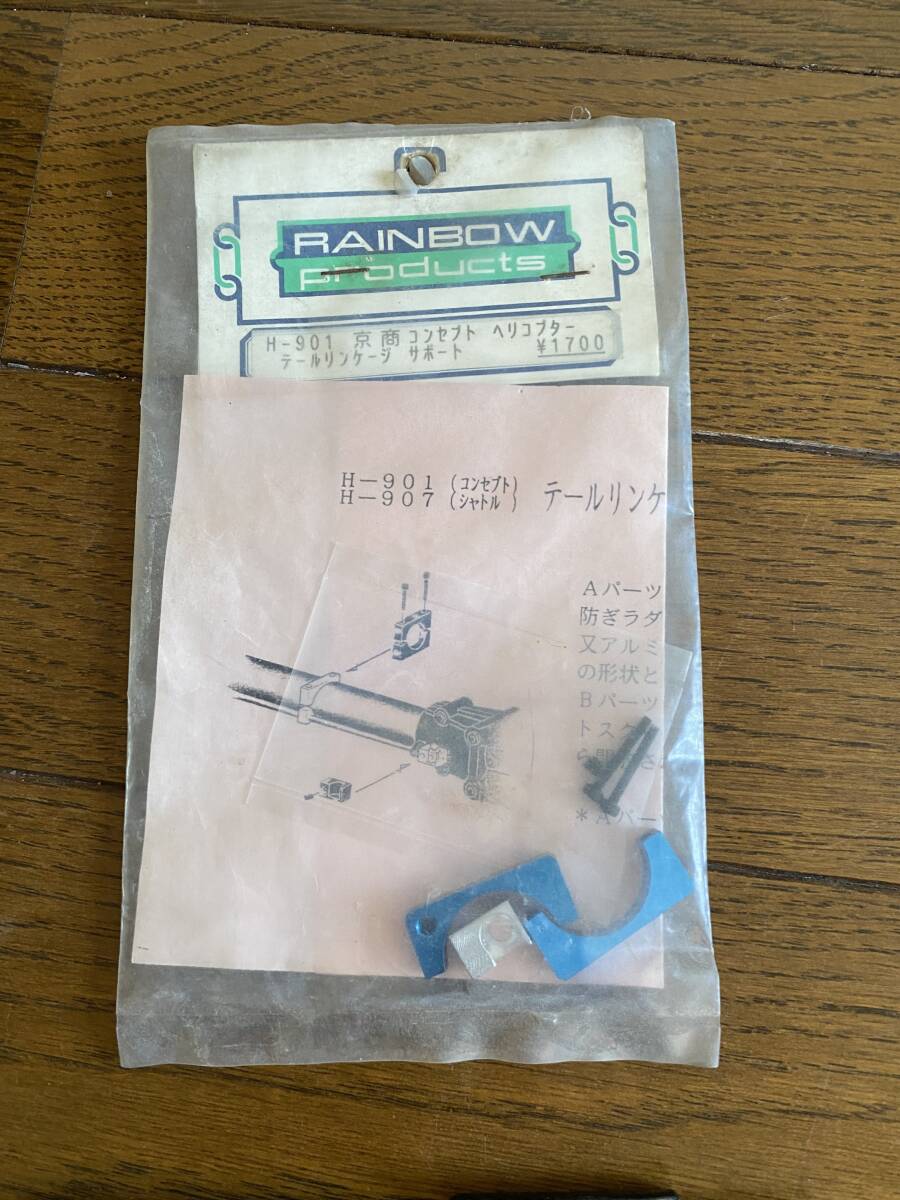 RAINBOW
products
H-901 京商 コンセプト ヘリコプター
テールリンケージ サポート ¥1700
H-901 (コンセプト)
H-907 (シャトル) テールリンケ
Aパーツ
防ぎラダ
又アルミ
の形状と
Bパーツ
トスク
ら
*Aパー